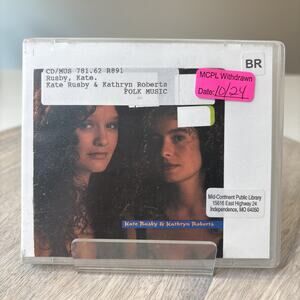 BR
CD/MUS 781.62 R891
Rusby, Kate.
Kate Rusby & Kathryn Roberts
FOLK MUSIC
MCPL Withdrawn
Date: 10/24
Mid-Continent Public Library
15616 East Highway 24
Independence, MO 64050
Kate Rusby & Kathryn Roberts